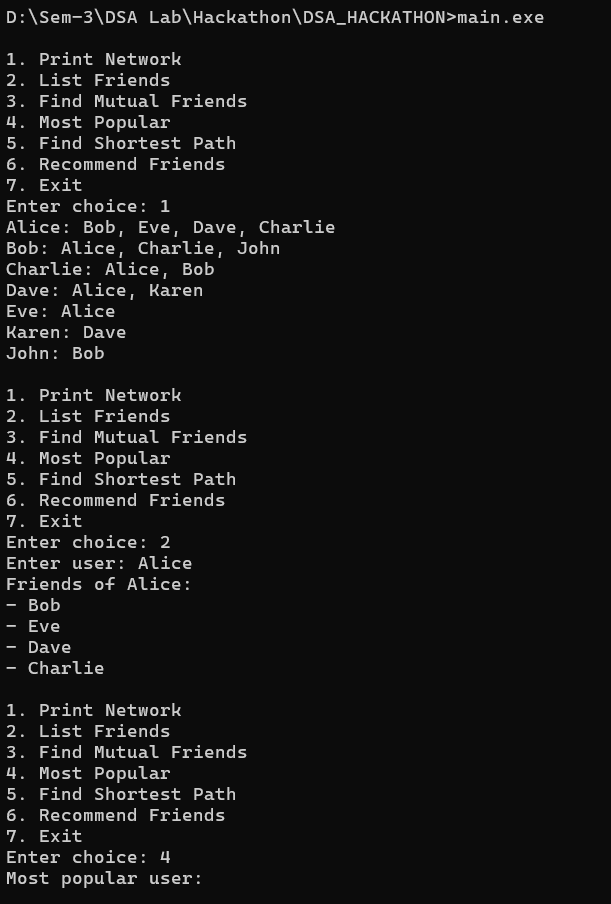 D:\Sem-3\DSA Lab\Hackathon\DSA_HACKATHON>main.exe
1. Print Network
2. List Friends
3. Find Mutual Friends
4. Most Popular
5. Find Shortest Path
6. Recommend Friends
7. Exit
Enter choice: 1
Alice: Bob, Eve, Dave, Charlie
Bob: Alice, Charlie, John
Charlie: Alice, Bob
Dave: Alice, Karen
Eve: Alice
Karen: Dave
John: Bob
1. Print Network
2. List Friends
3. Find Mutual Friends
4. Most Popular
5. Find Shortest Path
6. Recommend Friends
7. Exit
Enter choice: 2
Enter user: Alice
Friends of Alice:
- Bob
- Eve
- Dave
- Charlie
1. Print Network
2. List Friends
3. Find Mutual Friends
4. Most Popular
5. Find Shortest Path
6. Recommend Friends
7. Exit
Enter choice: 4
Most popular user: